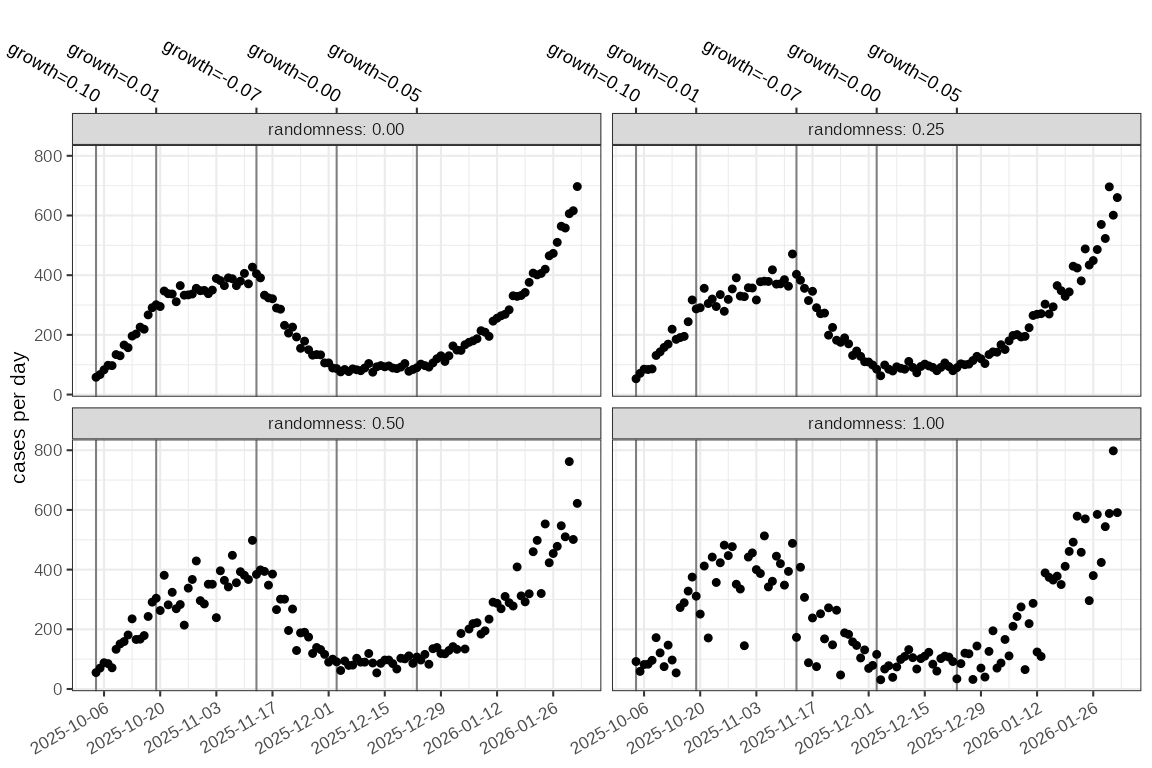 growth=0.10 growth=0.01 growth=-0.07 growth=0.00 growth=0.05 growth=0.10 growth=0.01 growth=-0.07 growth=0.00 growth=0.05
randomness: 0.00 randomness: 0.25
800
600
400
200
0
cases per day
randomness: 0.50 randomness: 1.00
800
600
400
200
0
2025-10-06 2025-10-20 2025-11-03 2025-11-17 2025-12-01 2025-12-15 2025-12-29 2026-01-12 2026-01-26 2025-10-06 2025-10-20 2025-11-03 2025-11-17 2025-12-01 2025-12-15 2025-12-29 2026-01-12 2026-01-26